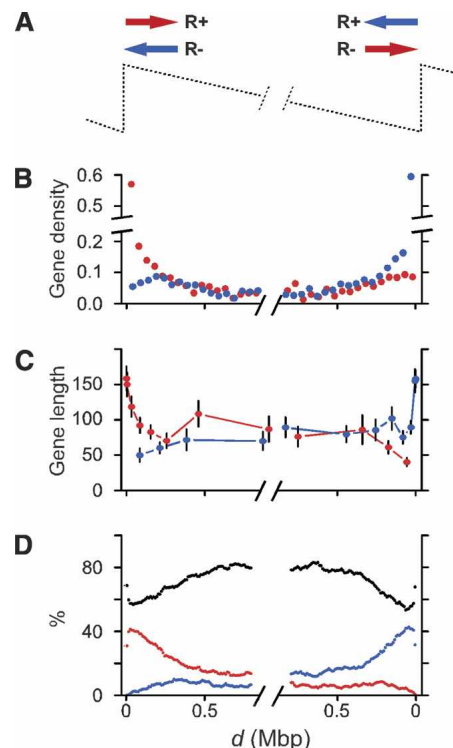 A
R+ R+
R- R-
B
Gene density
0.6
0.5
0.2
0.1
0.0
C
Gene length
150
100
50
0
D
%
80
40
0
0 0.5 0.5 0
d (Mbp)